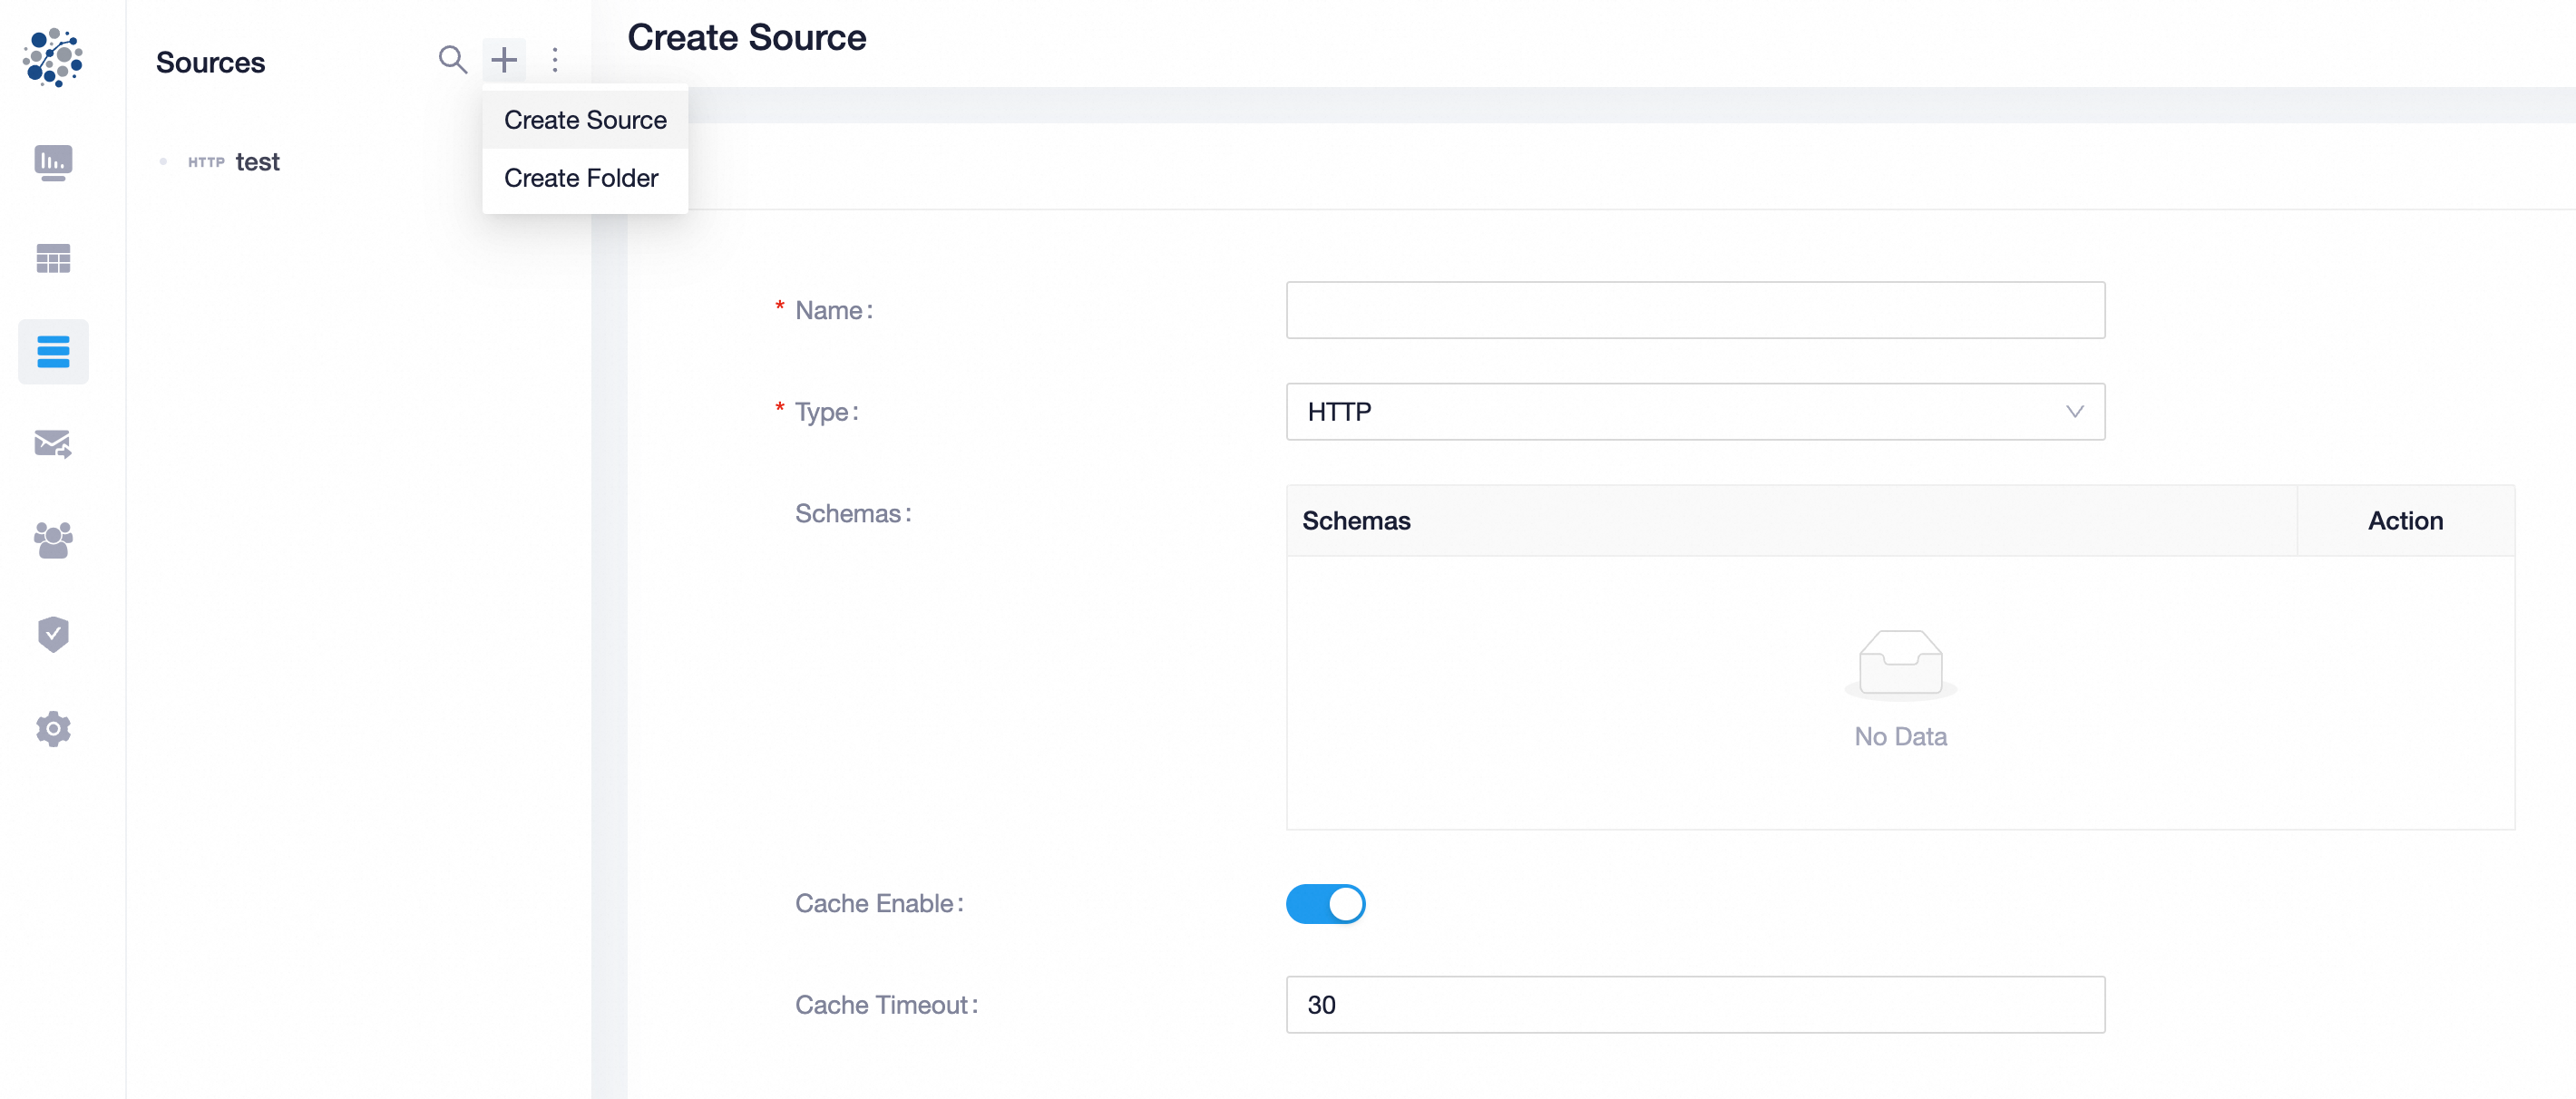 Sources
Create Source
Create Source
Create Folder
HTTP test
* Name:
* Type:
HTTP
Schemas:
Schemas
Action
No Data
Cache Enable:
Cache Timeout:
30